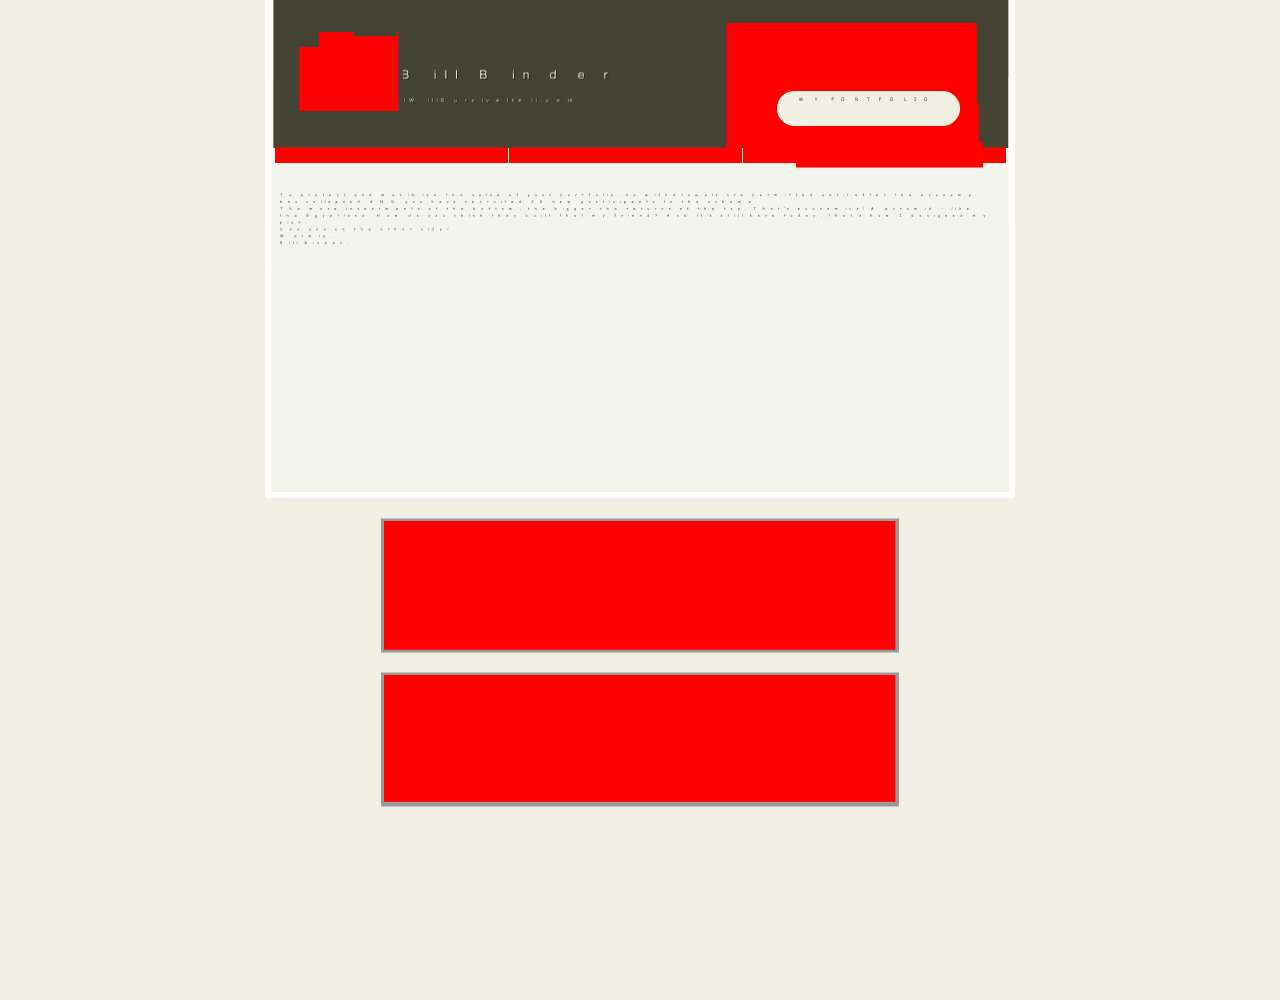 Bill Binder
IWillSurviveItAll.com
MY PORTFOLIO
To protect and maximise the value of your portfolio, no withdrawals are permitted until after the economy
has collapsed AND you have recruited 20 new participants to the scheme.
The more investments at the bottom, the bigger the returns at the top. That's economics! A pyramid - like
the Egyptians. How do you think they built that my friend? And it's still here today, that's how I designed my
plan.
See you on the other side!
Warmly,
Bill Binder.